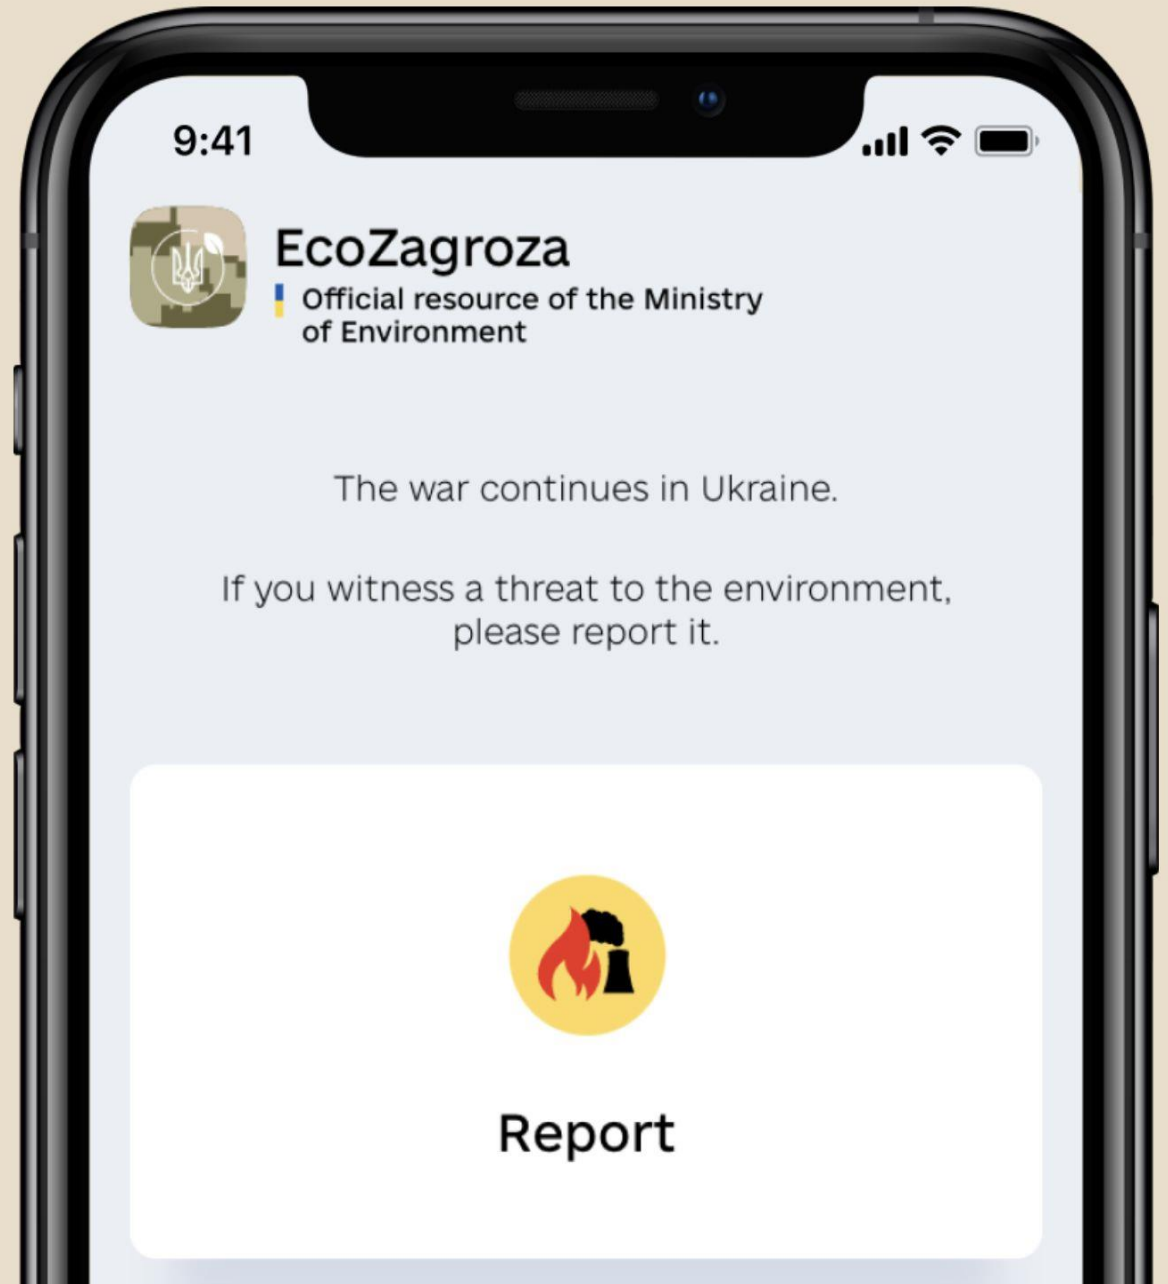 9:41
EcoZagroza
Official resource of the Ministry
of Environment
The war continues in Ukraine.
If you witness a threat to the environment,
please report it.
Report